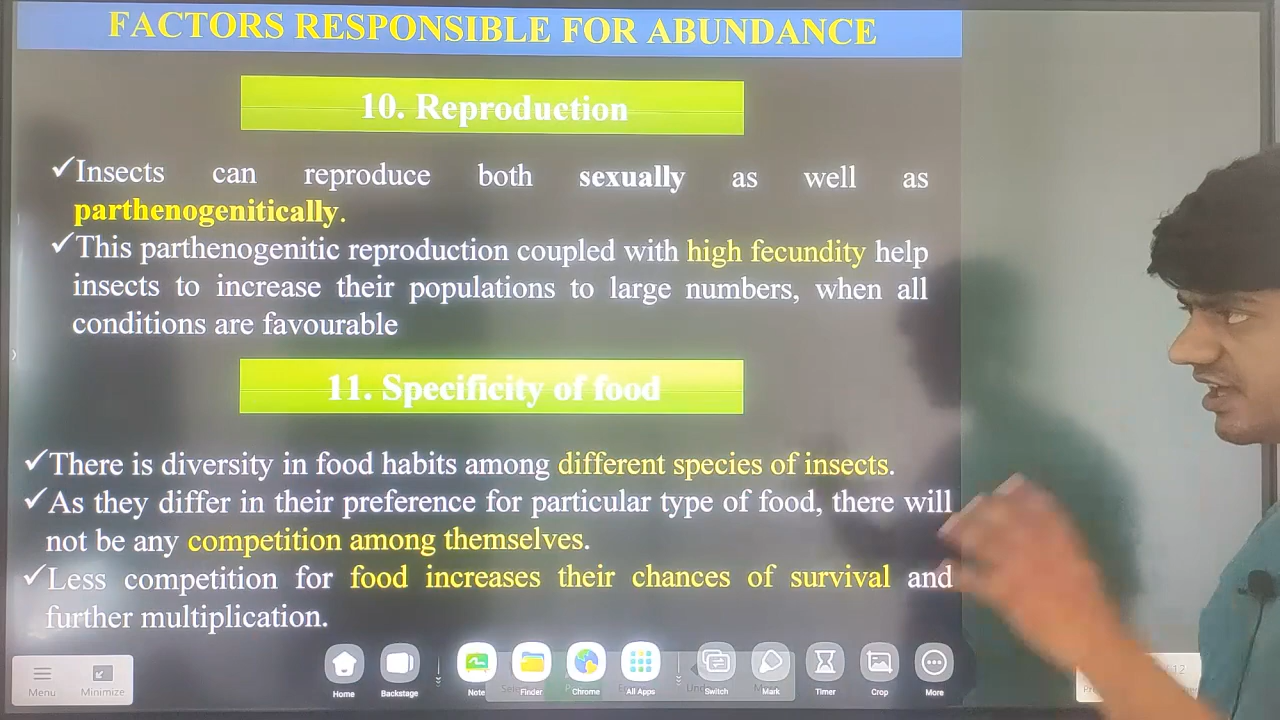 FACTORS RESPONSIBLE FOR ABUNDANCE
10. Reproduction
✓Insects can reproduce both sexually as well as
parthenogenitically.
✓This parthenogenitic reproduction coupled with high fecundity help
insects to increase their populations to large numbers, when all
conditions are favourable
11. Specificity of food
✓There is diversity in food habits among different species of insects.
✓As they differ in their preference for particular type of food, there will
not be any competition among themselves.
✓Less competition for food increases their chances of survival and
further multiplication.
Menu Minimize Home Backstage Note Finder Chrome All Apps Switch Mark Timer Crop More